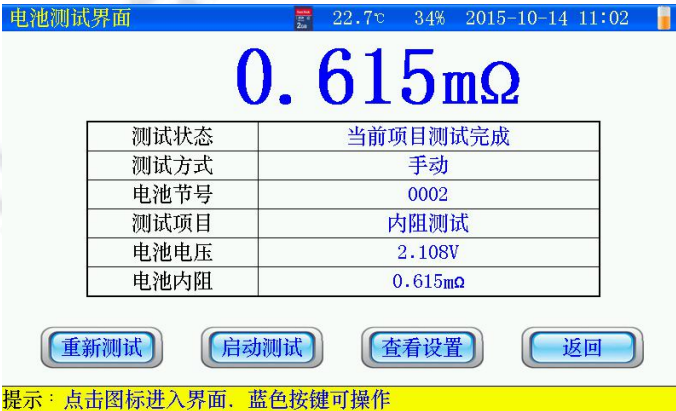 电池测试界面 22.7℃ 34% 2015-10-14 11:02
0.615mΩ
测试状态 当前项目测试完成
测试方式 手动
电池节号 0002
测试项目 内阻测试
电池电压 2.108V
电池内阻 0.615mΩ
重新测试 启动测试 查看设置 返回
提示：点击图标进入界面．蓝色按键可操作